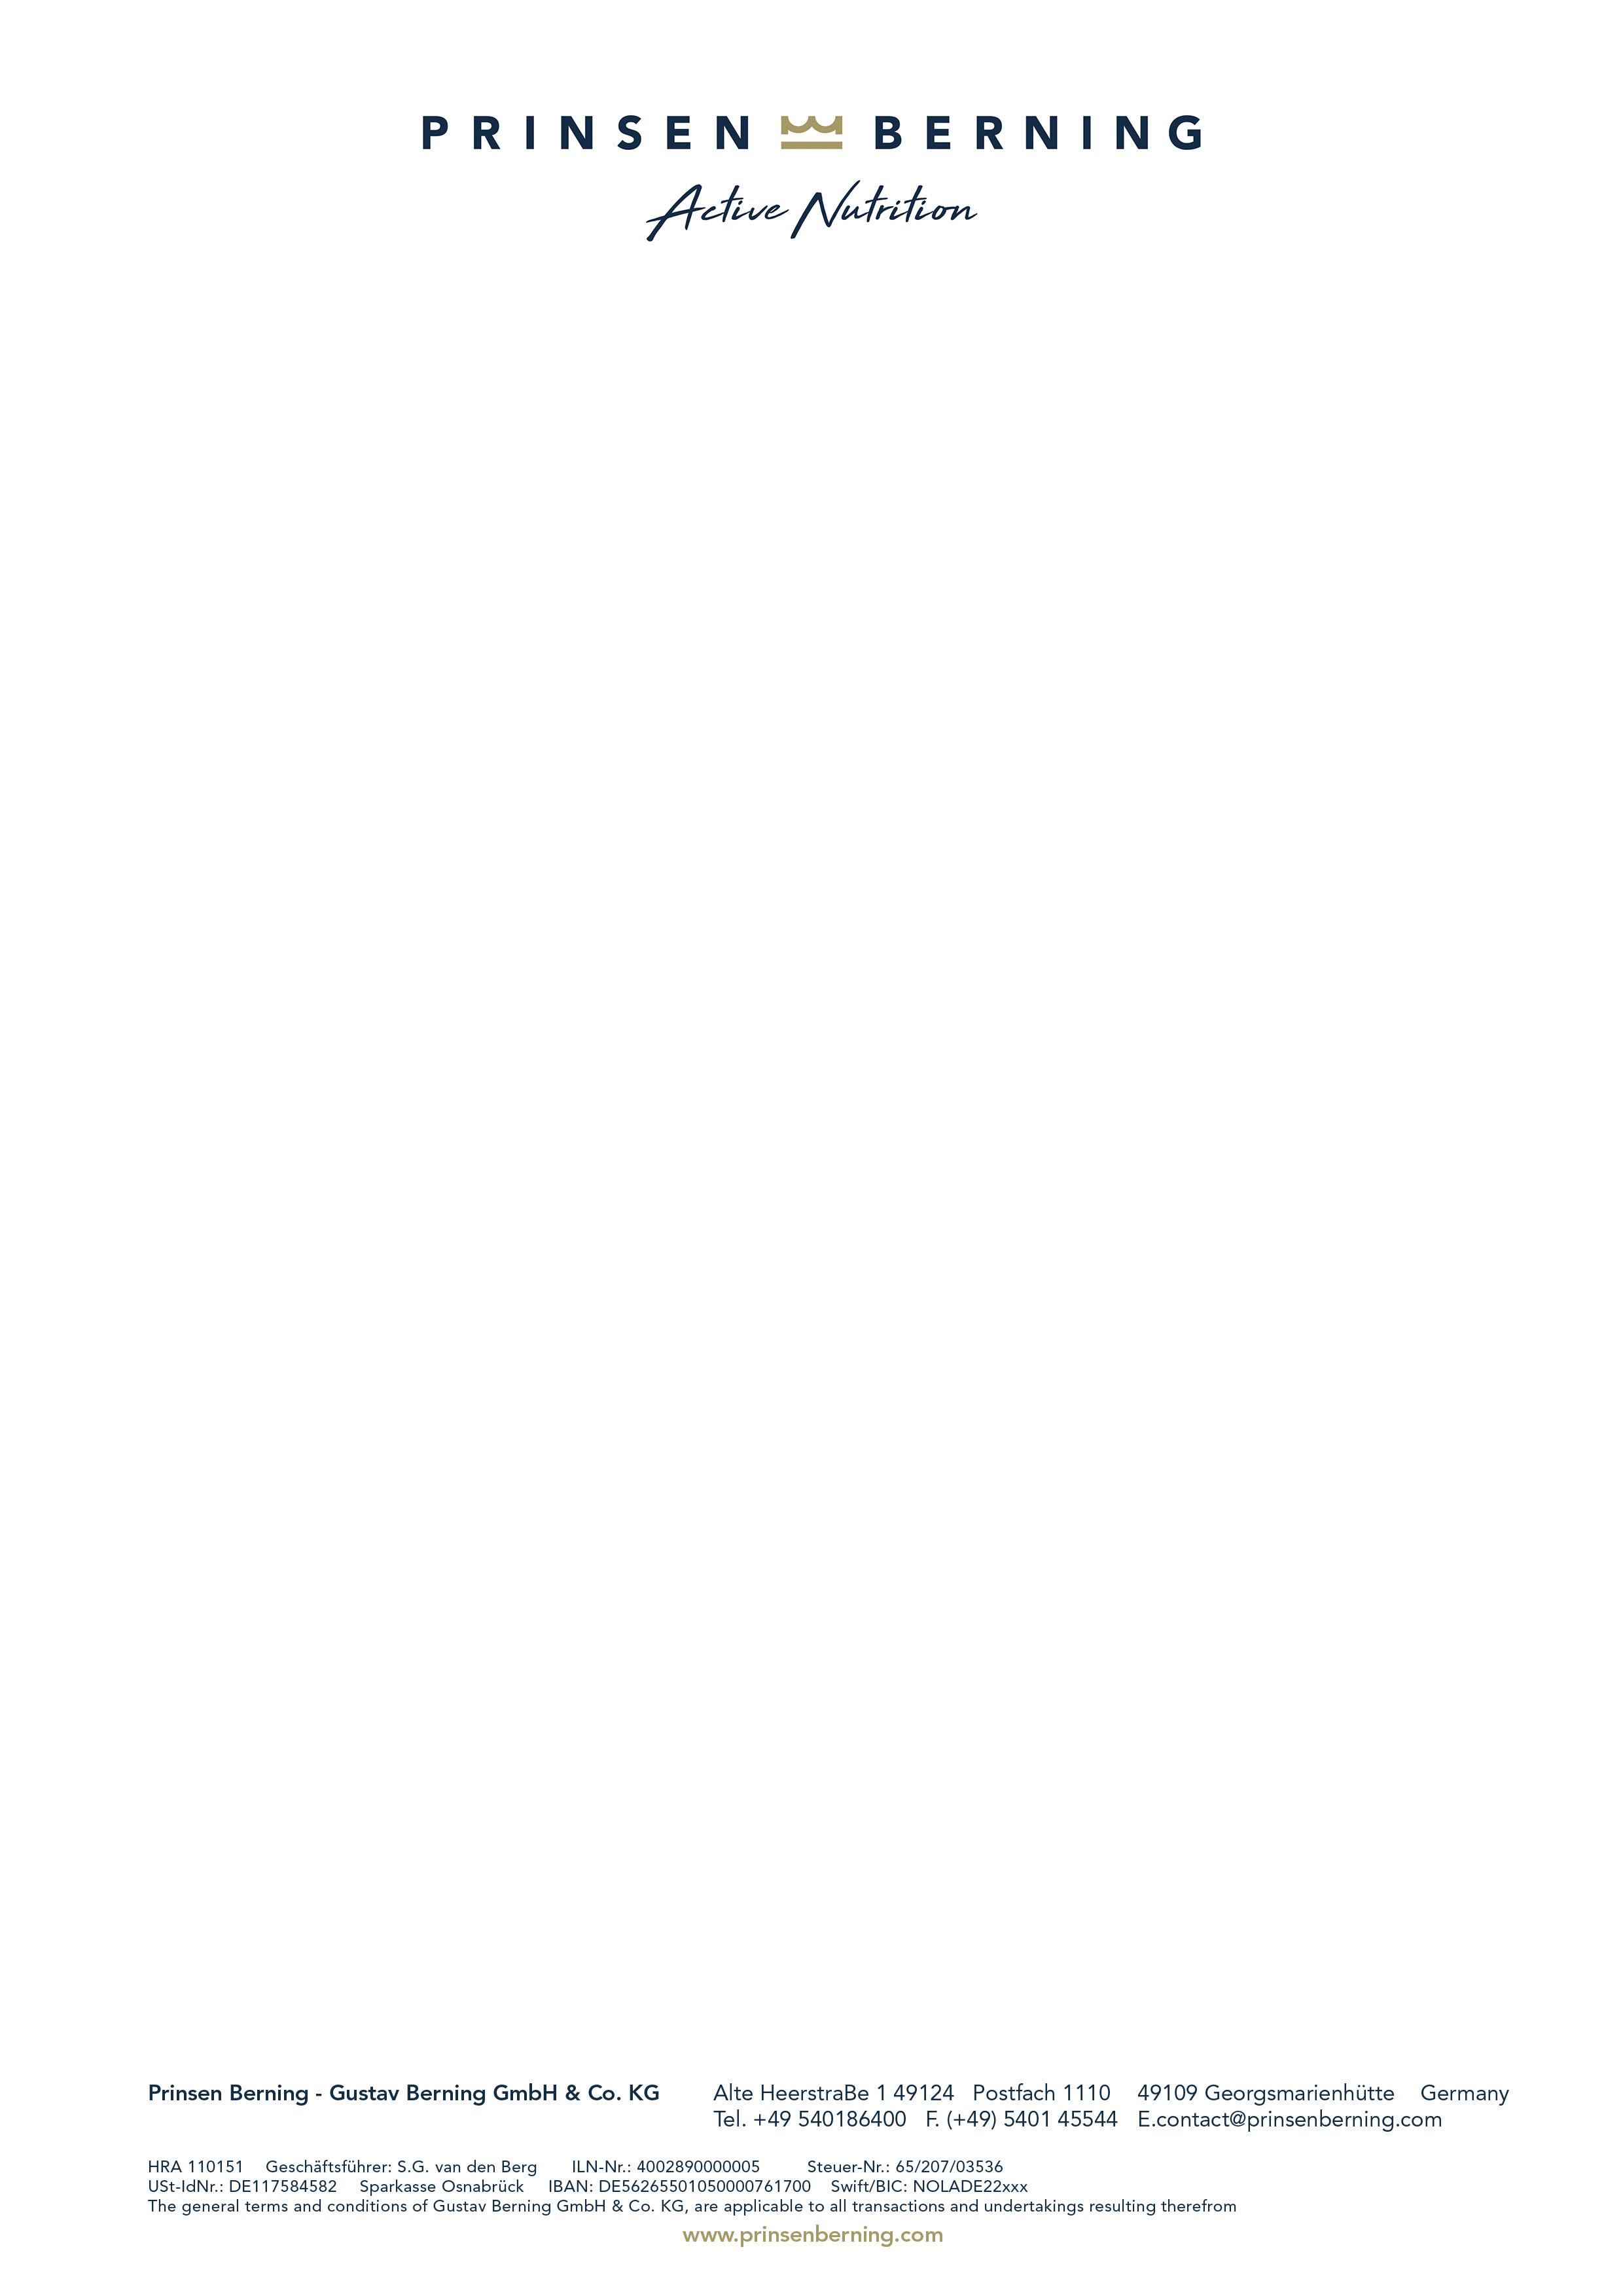 PRINSEN BERNING
Active Nutrition
Prinsen Berning - Gustav Berning GmbH & Co. KG Alte HeerstraBe 1 49124 Postfach 1110 49109 Georgsmarienhütte Germany
Tel. +49 540186400 F. (+49) 5401 45544 E.contact@prinsenberning.com
HRA 110151 Geschäftsführer: S.G. van den Berg ILN-Nr.: 4002890000005 Steuer-Nr.: 65/207/03536
USt-IdNr.: DE117584582 Sparkasse Osnabrück IBAN: DE56265501050000761700 Swift/BIC: NOLADE22xxx
The general terms and conditions of Gustav Berning GmbH & Co. KG, are applicable to all transactions and undertakings resulting therefrom
www.prinsenberning.com